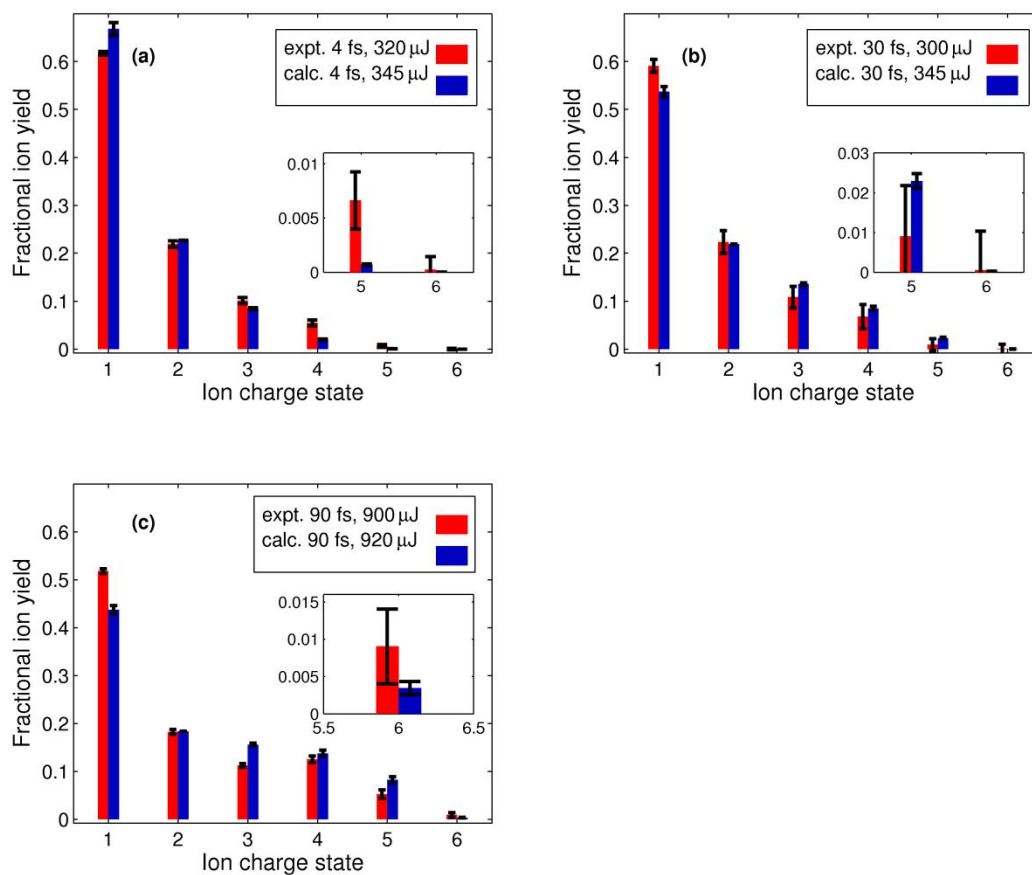 (a)
expt. 4 fs, 320 μJ
calc. 4 fs, 345 μJ
Fractional ion yield
0.6
0.5
0.4
0.3
0.2
0.1
0
0.01
0.005
0
5 6
1 2 3 4 5 6
Ion charge state
(b)
expt. 30 fs, 300 μJ
calc. 30 fs, 345 μJ
Fractional ion yield
0.6
0.5
0.4
0.3
0.2
0.1
0
0.03
0.02
0.01
0
5 6
1 2 3 4 5 6
Ion charge state
(c)
expt. 90 fs, 900 μJ
calc. 90 fs, 920 μJ
Fractional ion yield
0.6
0.5
0.4
0.3
0.2
0.1
0
0.015
0.01
0.005
0
5.5 6 6.5
1 2 3 4 5 6
Ion charge state